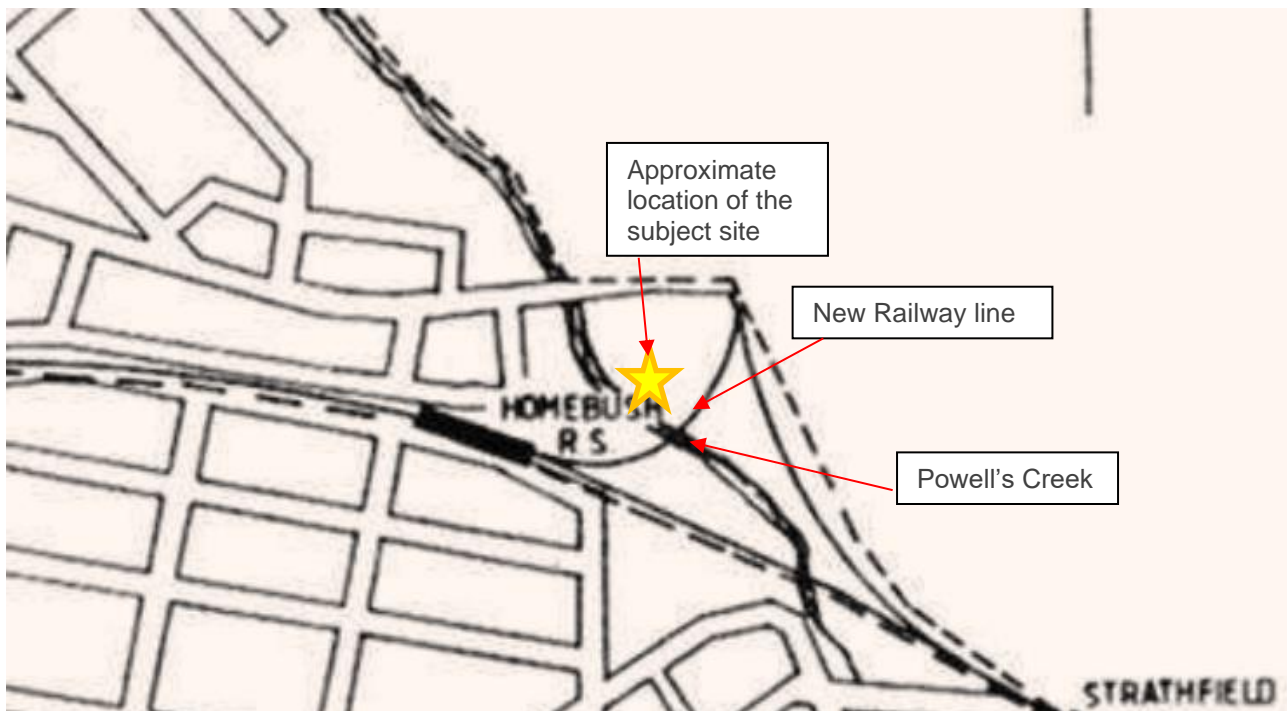 Approximate
location of the
subject site
New Railway line
HOMEBUSH
R S
Powell's Creek
STRATHFIELD